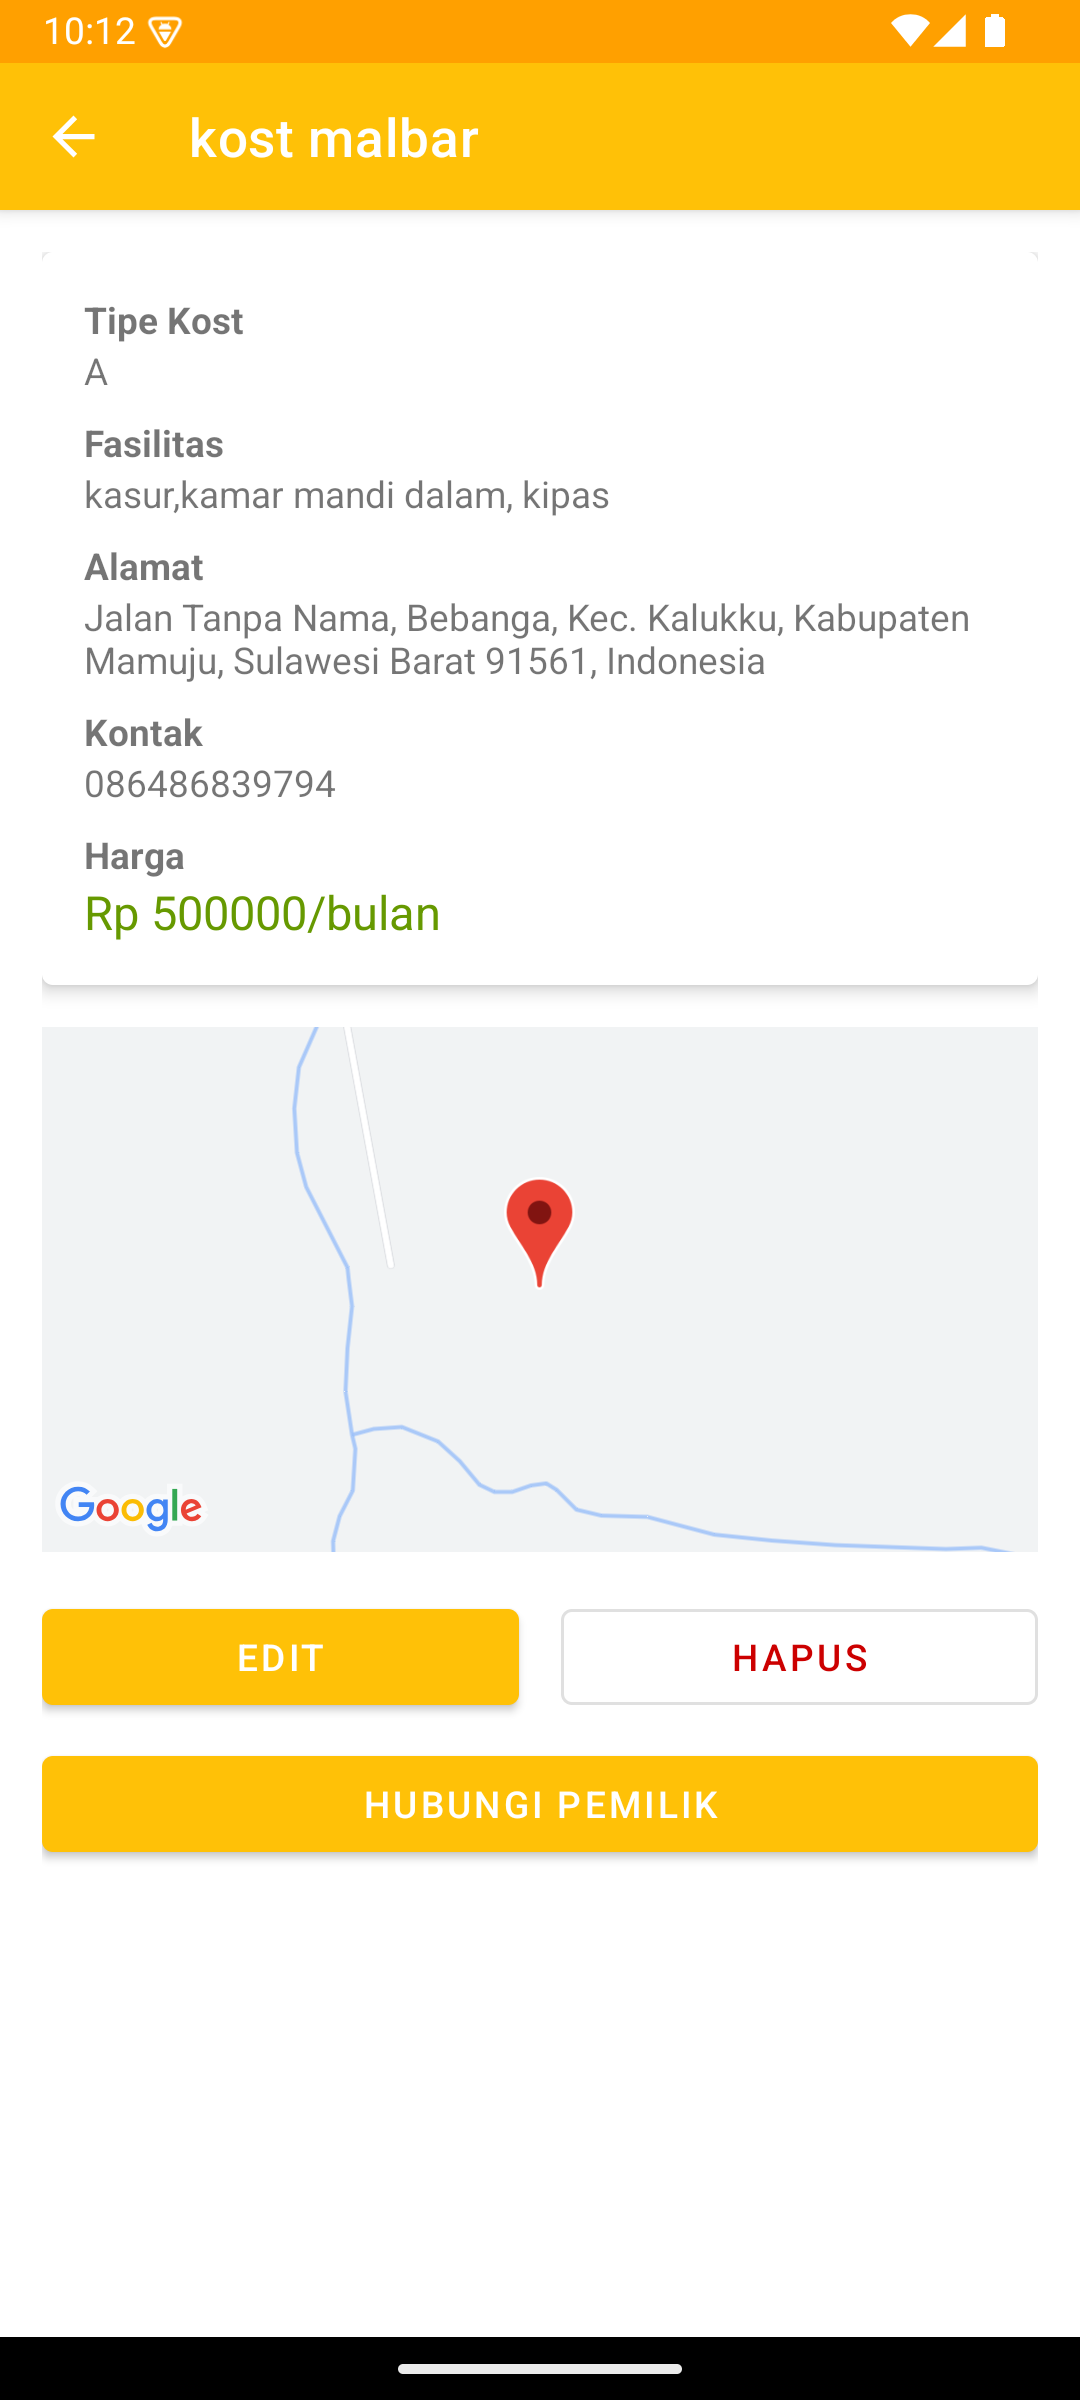 10:12
kost malbar
Tipe Kost
A
Fasilitas
kasur,kamar mandi dalam, kipas
Alamat
Jalan Tanpa Nama, Bebanga, Kec. Kalukku, Kabupaten
Mamuju, Sulawesi Barat 91561, Indonesia
Kontak
086486839794
Harga
Rp 500000/bulan
Google
EDIT
HAPUS
HUBUNGI PEMILIK